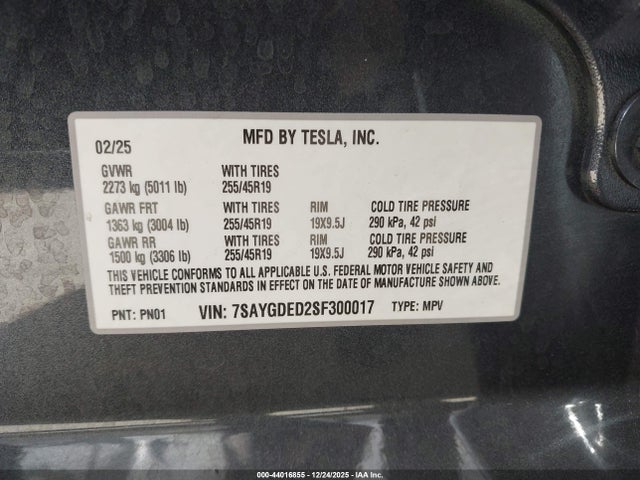 02/25 MFD BY TESLA, INC.
GVWR WITH TIRES
2273 kg (5011 lb) 255/45R19
GAWR FRT WITH TIRES RIM COLD TIRE PRESSURE
1363 kg (3004 lb) 255/45R19 19X9.5J 290 kPa, 42 psi
GAWR RR WITH TIRES RIM COLD TIRE PRESSURE
1500 kg (3306 lb) 255/45R19 19X9.5J 290 kPa, 42 psi
THIS VEHICLE CONFORMS TO ALL APPLICABLE U.S. FEDERAL MOTOR VEHICLE SAFETY AND
THEFT PREVENTION STANDARDS IN EFFECT ON THE DATE OF MANUFACTURE SHOWN ABOVE.
PNT: PN01 VIN: 7SAYGDED2SF300017 TYPE: MPV
000-44016855 - 12/24/2025 - IAA Inc.